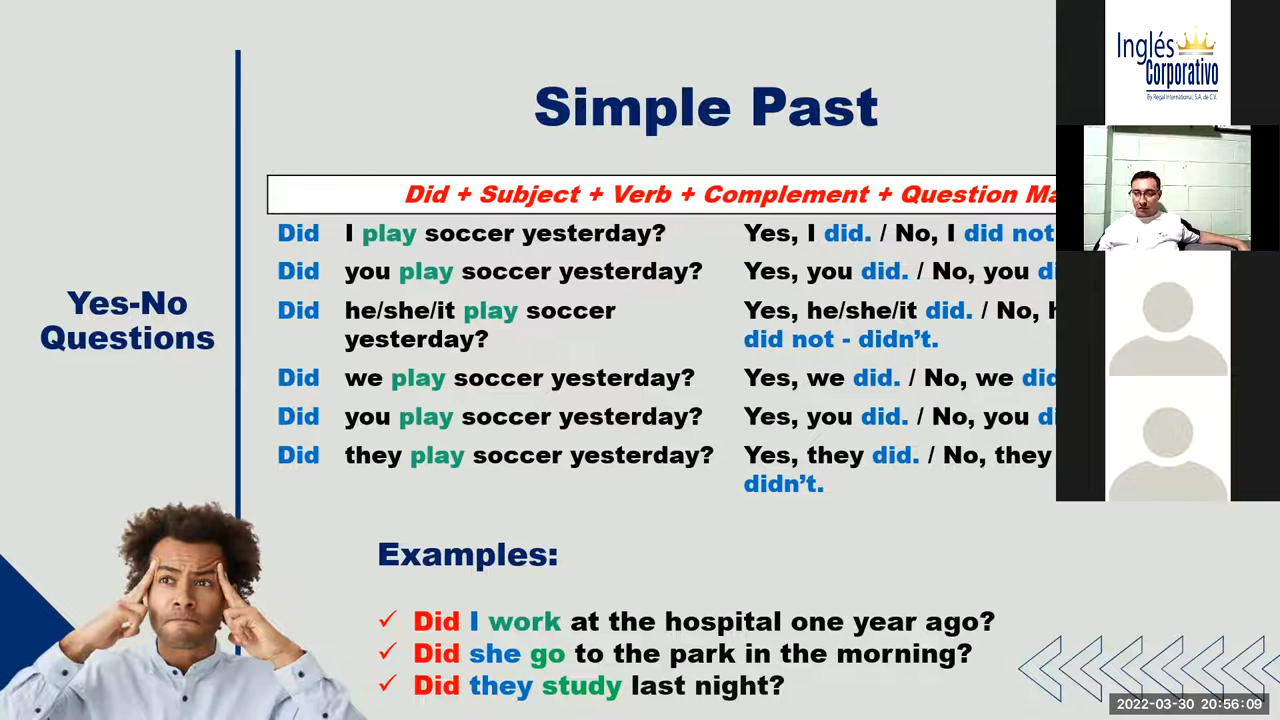 Inglés
Corporativo
By Regal International, S.A. de C.V.
Simple Past
Did + Subject + Verb + Complement + Question
Did I play soccer yesterday? Yes, I did. / No, I did not
Did you play soccer yesterday? Yes, you did. / No, you
Did he/she/it play soccer yesterday? Yes, he/she/it did. / No,
did not - didn't.
Did we play soccer yesterday? Yes, we did. / No, we did
Did you play soccer yesterday? Yes, you did. / No, you
Did they play soccer yesterday? Yes, they did. / No, they
didn't.
Yes-No
Questions
Examples:
✓ Did I work at the hospital one year ago?
✓ Did she go to the park in the morning?
✓ Did they study last night?
2022-03-30 20:56:09